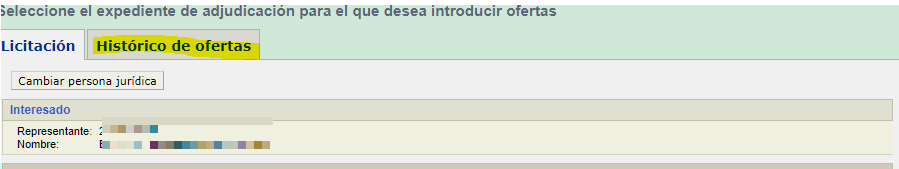 Seleccione el expediente de adjudicación para el que desea introducir ofertas
Licitación Histórico de ofertas
Cambiar persona jurídica
Interesado
Representante:
Nombre: